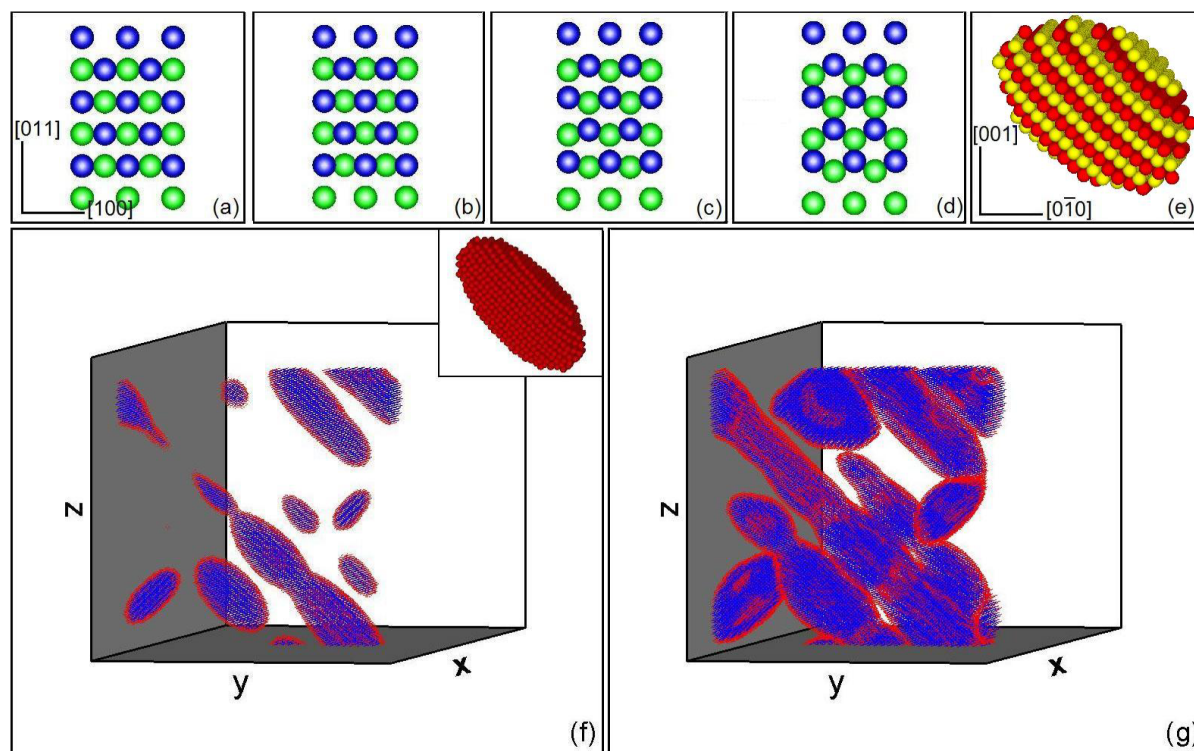 [011]
[100]
(a)
(b)
(c)
(d)
[001]
[01̄0]
(e)
z
y
x
(f)
z
y
x
(g)